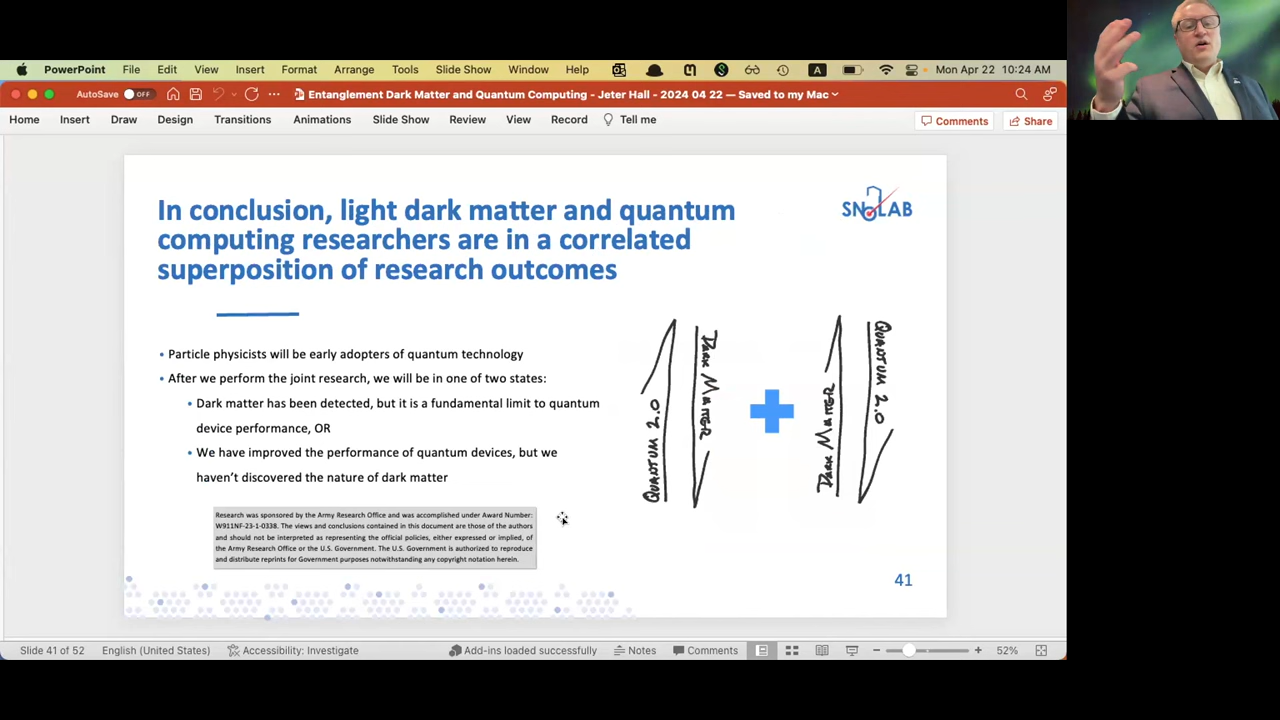 PowerPoint File Edit View Insert Format Arrange Tools Slide Show Window Help A Mon Apr 22 10:24 AM
AutoSave OFF Entanglement Dark Matter and Quantum Computing - Jeter Hall - 2024 04 22 — Saved to my Mac
Home Insert Draw Design Transitions Animations Slide Show Review View Record Tell me Comments Share
In conclusion, light dark matter and quantum
computing researchers are in a correlated
superposition of research outcomes
SNOLAB
• Particle physicists will be early adopters of quantum technology
• After we perform the joint research, we will be in one of two states:
• Dark matter has been detected, but it is a fundamental limit to quantum
device performance, OR
• We have improved the performance of quantum devices, but we
haven't discovered the nature of dark matter
QUANTUM 2.0
DARK MATTER
DARK MATTER
QUANTUM 2.0
Research was sponsored by the Army Research Office and was accomplished under Award Number:
W911NF-23-1-0338. The views and conclusions contained in this document are those of the authors
and should not be interpreted as representing the official policies, either expressed or implied, of
the Army Research Office or the U.S. Government. The U.S. Government is authorized to reproduce
and distribute reprints for Government purposes notwithstanding any copyright notation herein.
41
Slide 41 of 52 English (United States) Accessibility: Investigate Add-ins loaded successfully Notes Comments 52%